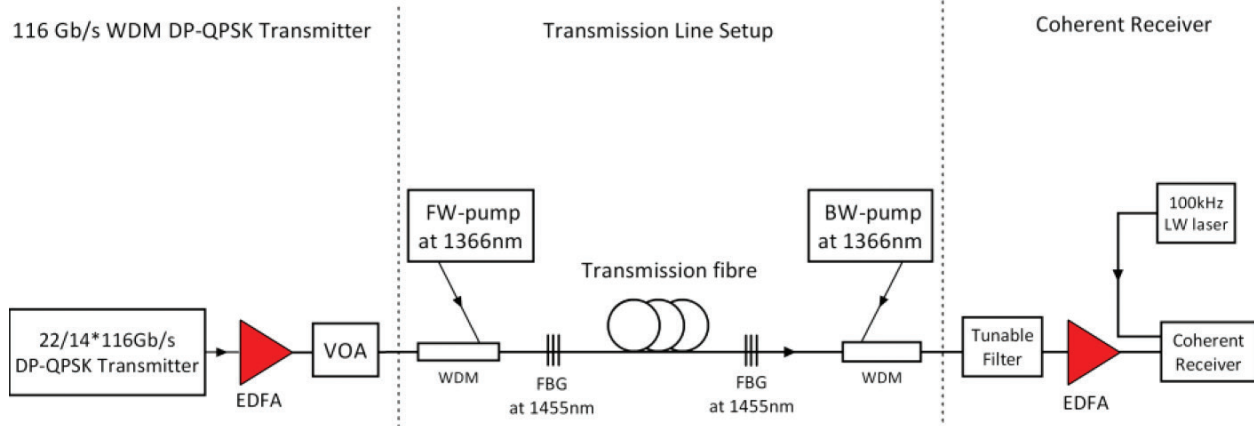 116 Gb/s WDM DP-QPSK Transmitter
Transmission Line Setup
Coherent Receiver
FW-pump
at 1366nm
BW-pump
at 1366nm
100kHz
LW laser
Transmission fibre
22/14*116Gb/s
DP-QPSK Transmitter
EDFA
VOA
WDM
FBG
at 1455nm
FBG
at 1455nm
WDM
Tunable
Filter
EDFA
Coherent
Receiver